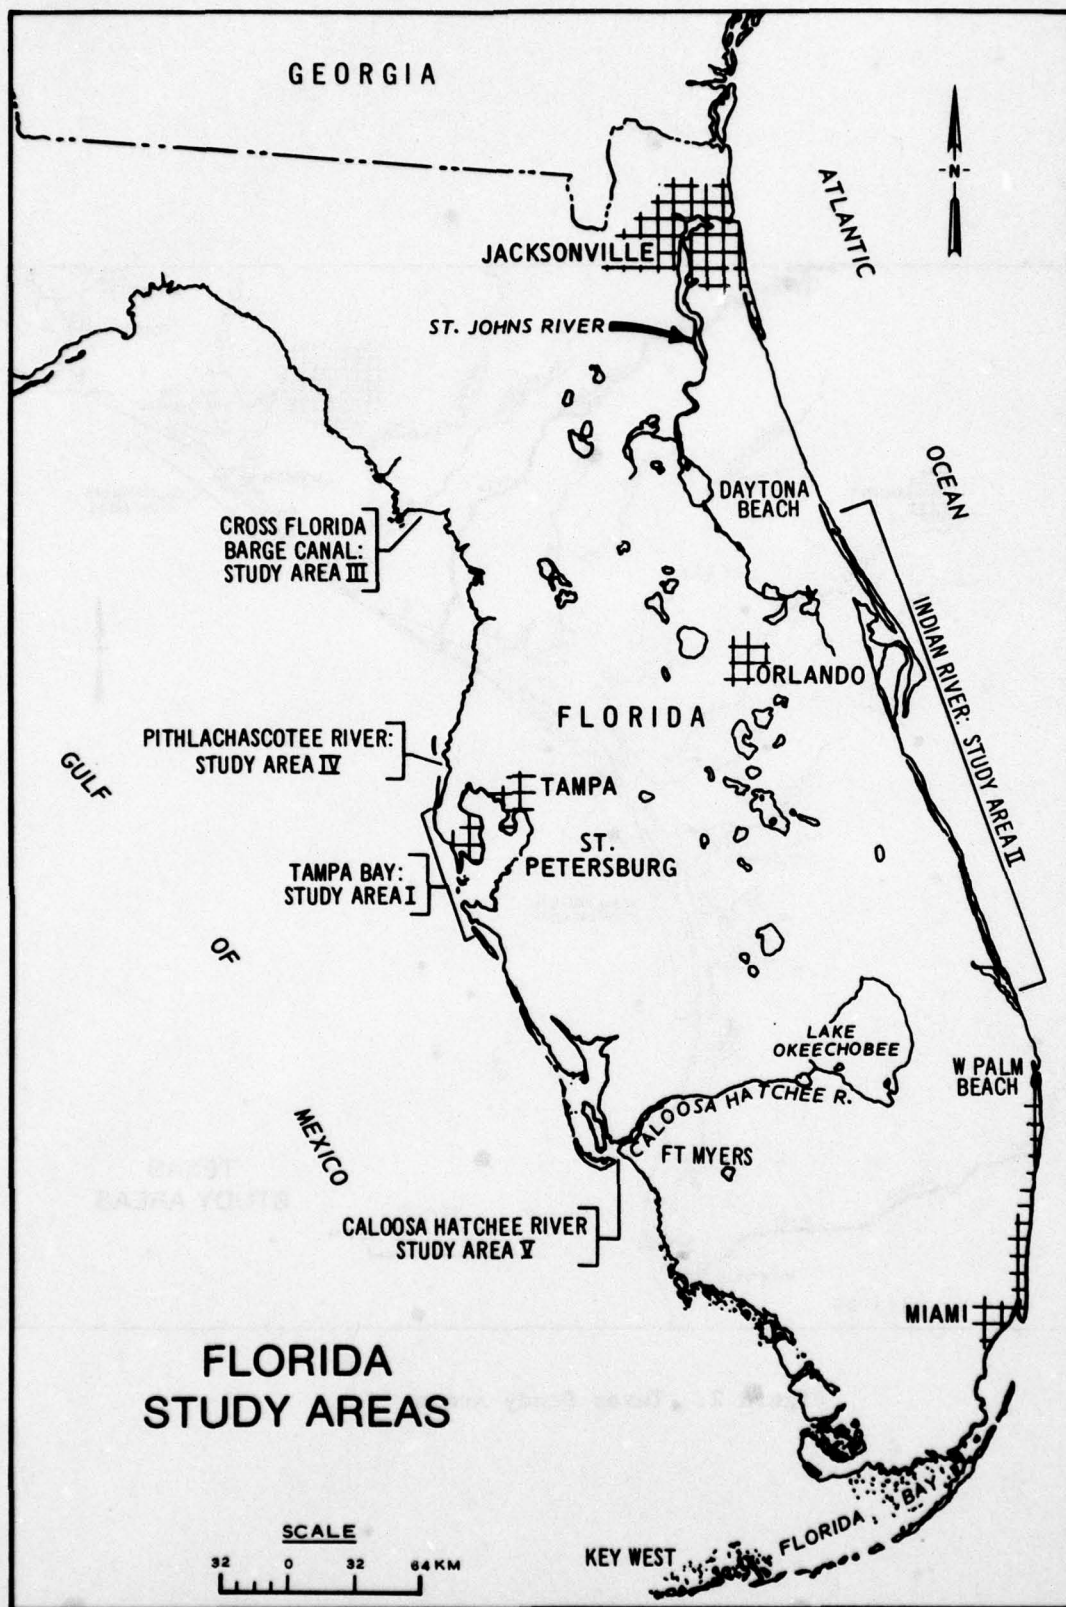 GEORGIA
-N-
ATLANTIC
OCEAN
JACKSONVILLE
ST. JOHNS RIVER
DAYTONA
BEACH
CROSS FLORIDA
BARGE CANAL:
STUDY AREA III
INDIAN RIVER: STUDY AREA II
ORLANDO
FLORIDA
PITHLACHASCOTEE RIVER:
STUDY AREA IV
GULF
OF
MEXICO
TAMPA
ST.
PETERSBURG
TAMPA BAY:
STUDY AREA I
LAKE
OKEECHOBEE
W PALM
BEACH
CALOOSA HATCHEE R.
FT MYERS
CALOOSA HATCHEE RIVER
STUDY AREA V
MIAMI
FLORIDA
STUDY AREAS
FLORIDA BAY
KEY WEST
SCALE
32 0 32 64 KM